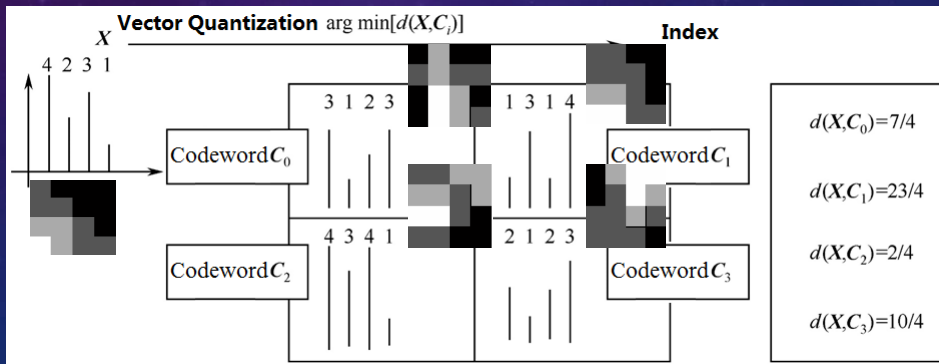 Vector Quantization arg min[d(X,Cᵢ)]
X
Index
4 2 3 1
3 1 2 3
1 3 1 4
Codeword C₀
Codeword C₁
4 3 4 1
2 1 2 3
Codeword C₂
Codeword C₃
d(X,C₀)=7/4
d(X,C₁)=23/4
d(X,C₂)=2/4
d(X,C₃)=10/4